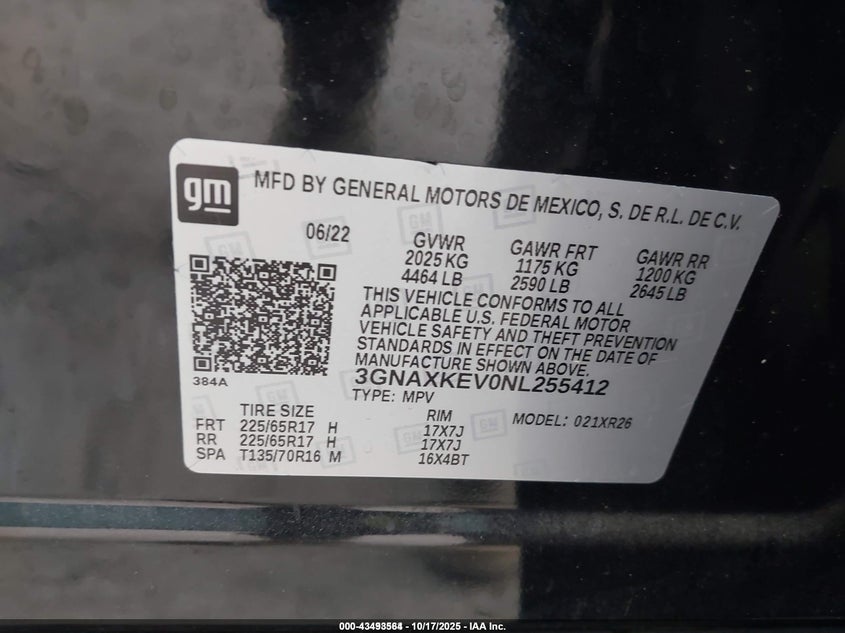 gm
MFD BY GENERAL MOTORS DE MEXICO, S. DE R.L. DE C.V.
06/22
GVWR
2025 KG
4464 LB
GAWR FRT
1175 KG
2590 LB
GAWR RR
1200 KG
2645 LB
THIS VEHICLE CONFORMS TO ALL
APPLICABLE U.S. FEDERAL MOTOR
VEHICLE SAFETY AND THEFT PREVENTION
STANDARDS IN EFFECT ON THE DATE OF
MANUFACTURE SHOWN ABOVE.
384A
3GNAXKEV0NL255412
TYPE: MPV
MODEL: 021XR26
TIRE SIZE RIM
FRT 225/65R17 H 17X7J
RR 225/65R17 H 17X7J
SPA T135/70R16 M 16X4BT
000-43493564 - 10/17/2025 - IAA Inc.